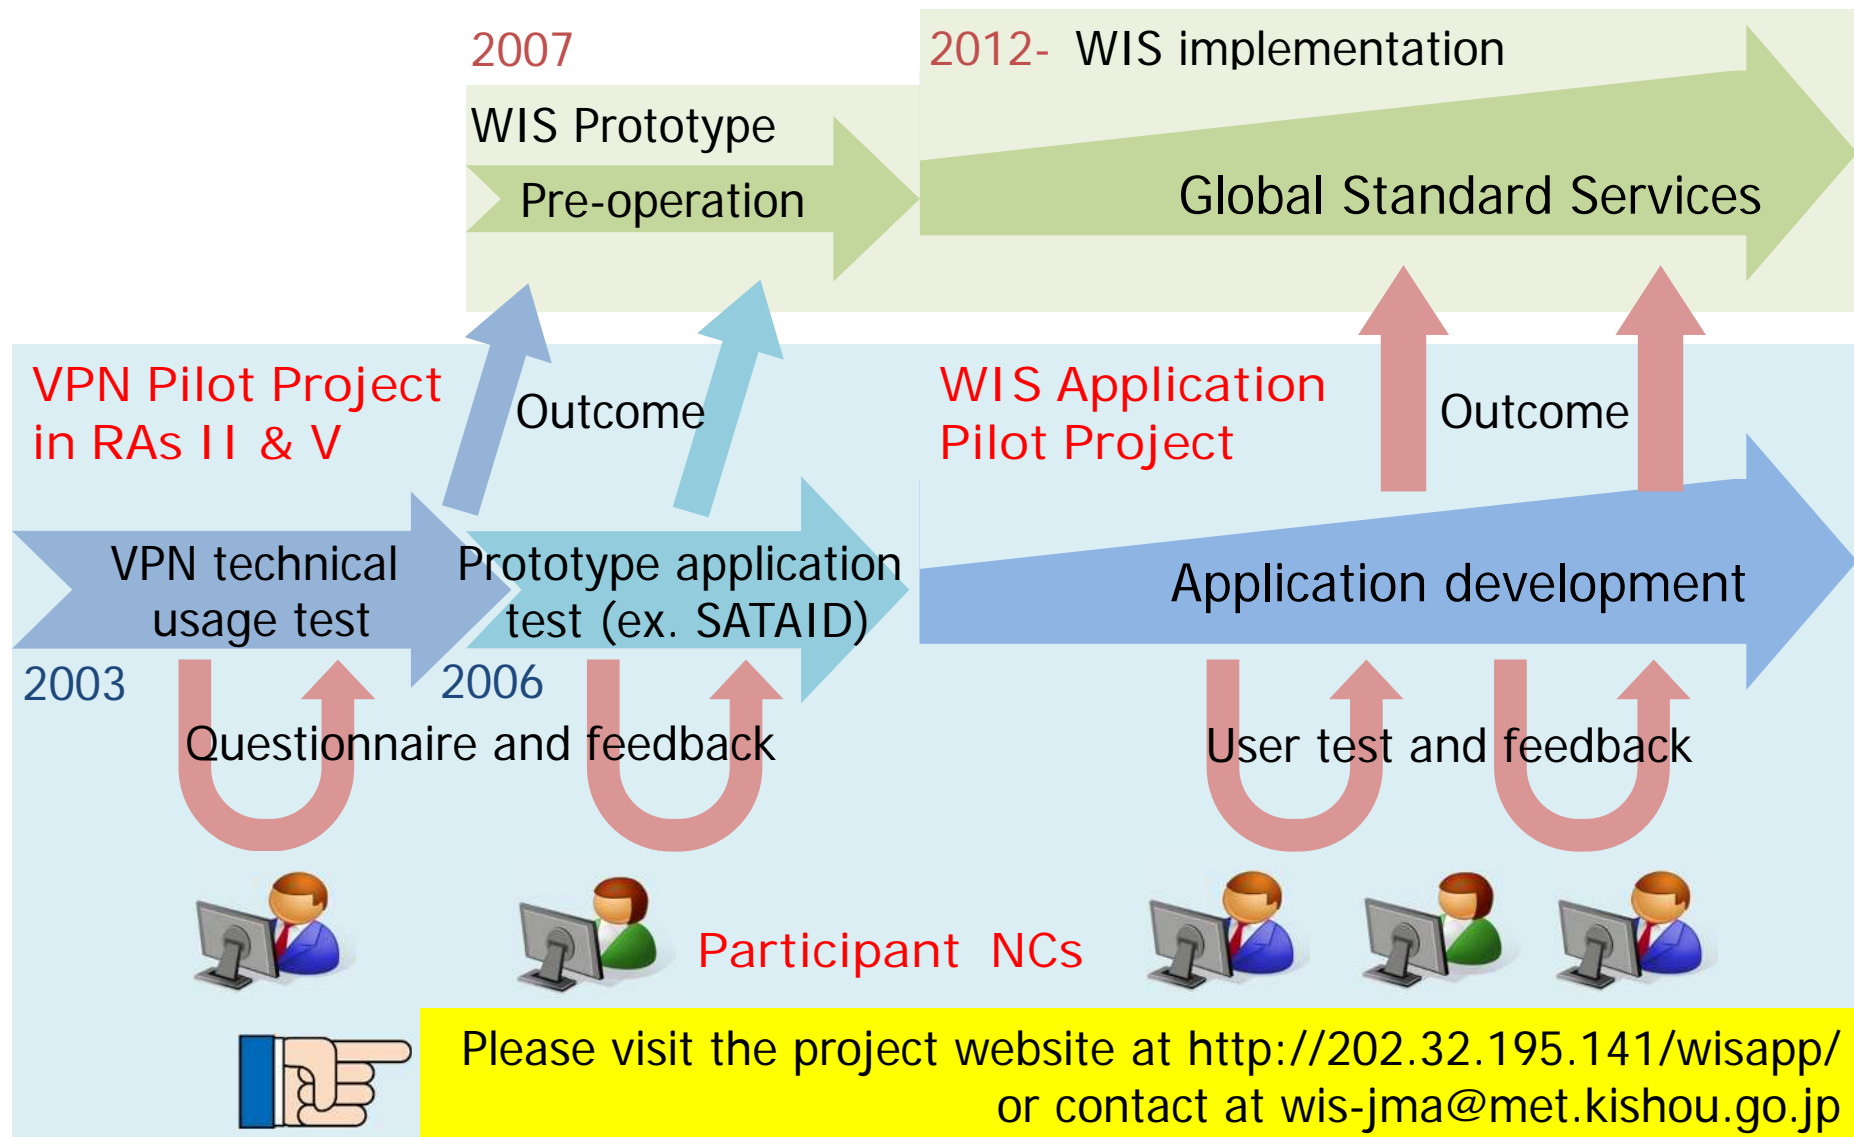 2007
2012- WIS implementation
WIS Prototype
Pre-operation
Global Standard Services
VPN Pilot Project
in RAs II & V
Outcome
WIS Application
Pilot Project
Outcome
VPN technical
usage test
Prototype application
test (ex. SATAID)
Application development
2003
2006
Questionnaire and feedback
User test and feedback
Participant NCs
Please visit the project website at http://202.32.195.141/wisapp/
or contact at wis-jma@met.kishou.go.jp